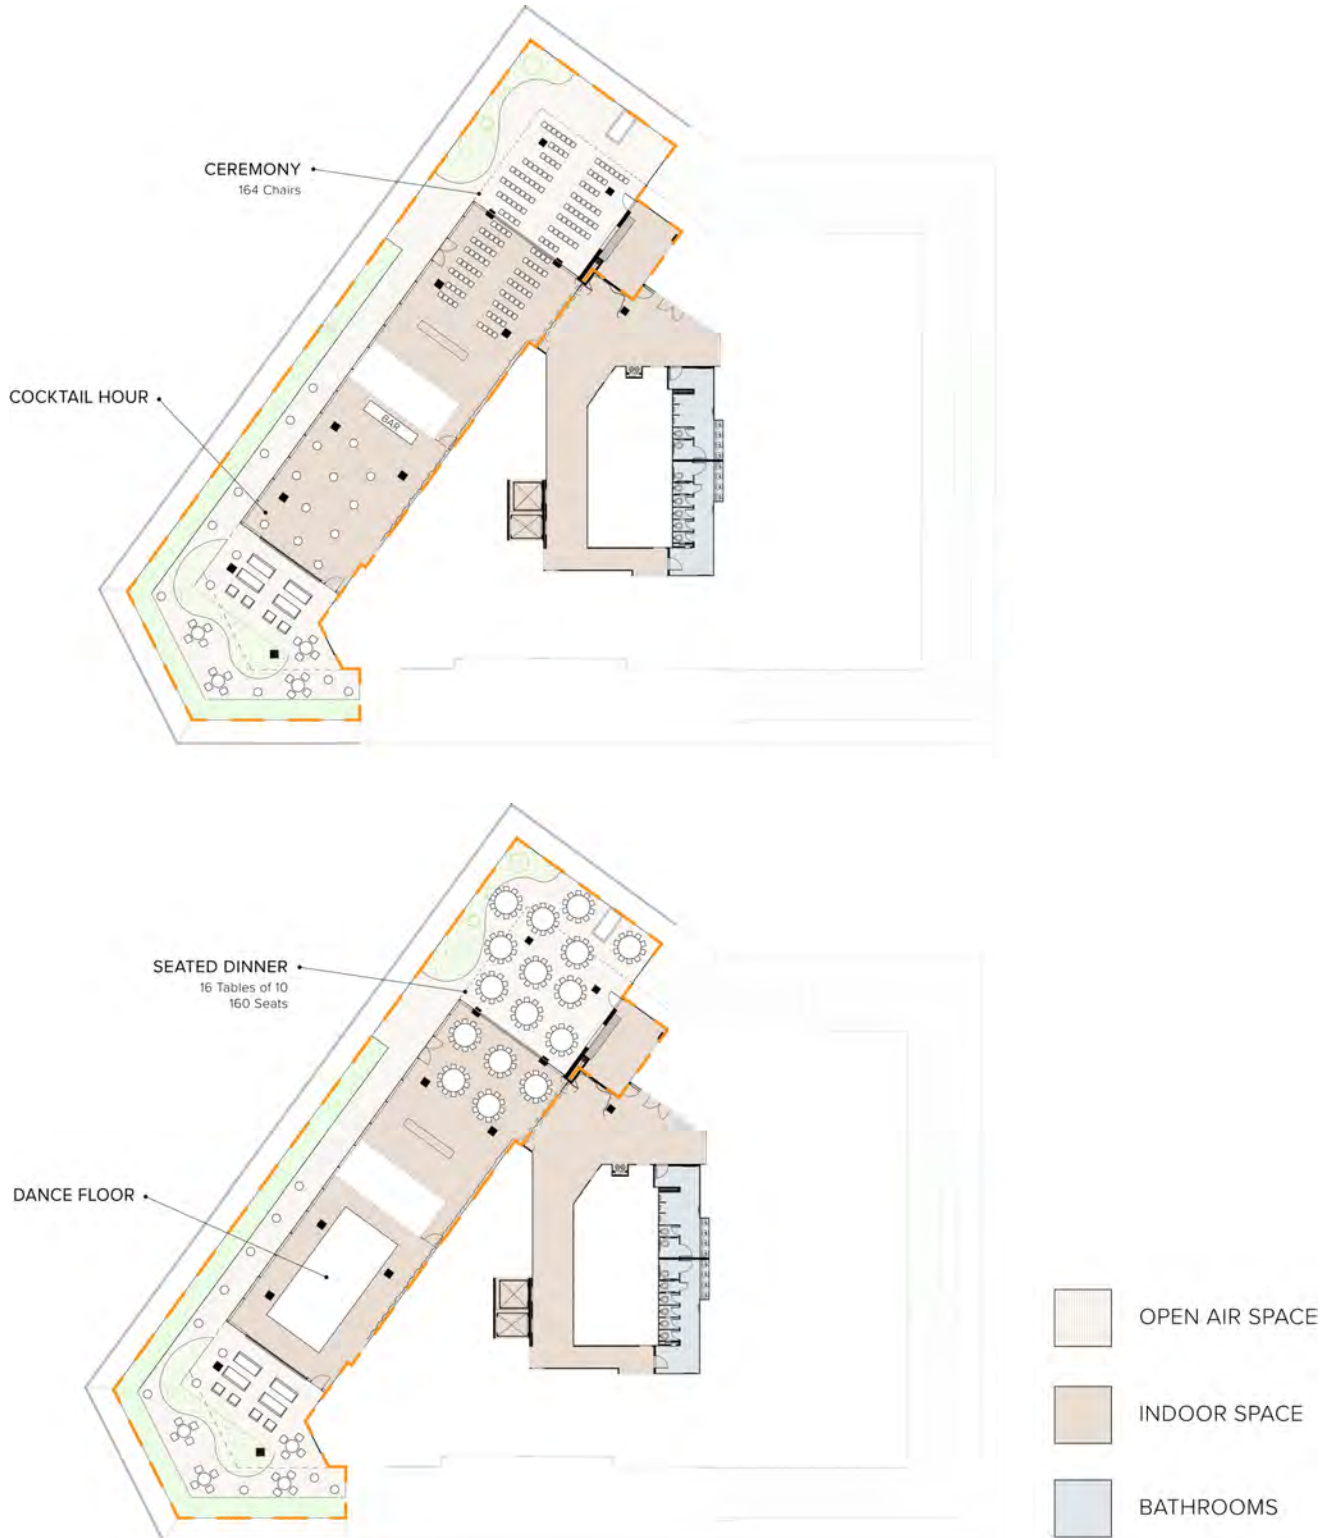 CEREMONY
164 Chairs
COCKTAIL HOUR
BAR
SEATED DINNER
16 Tables of 10
160 Seats
DANCE FLOOR
OPEN AIR SPACE
INDOOR SPACE
BATHROOMS